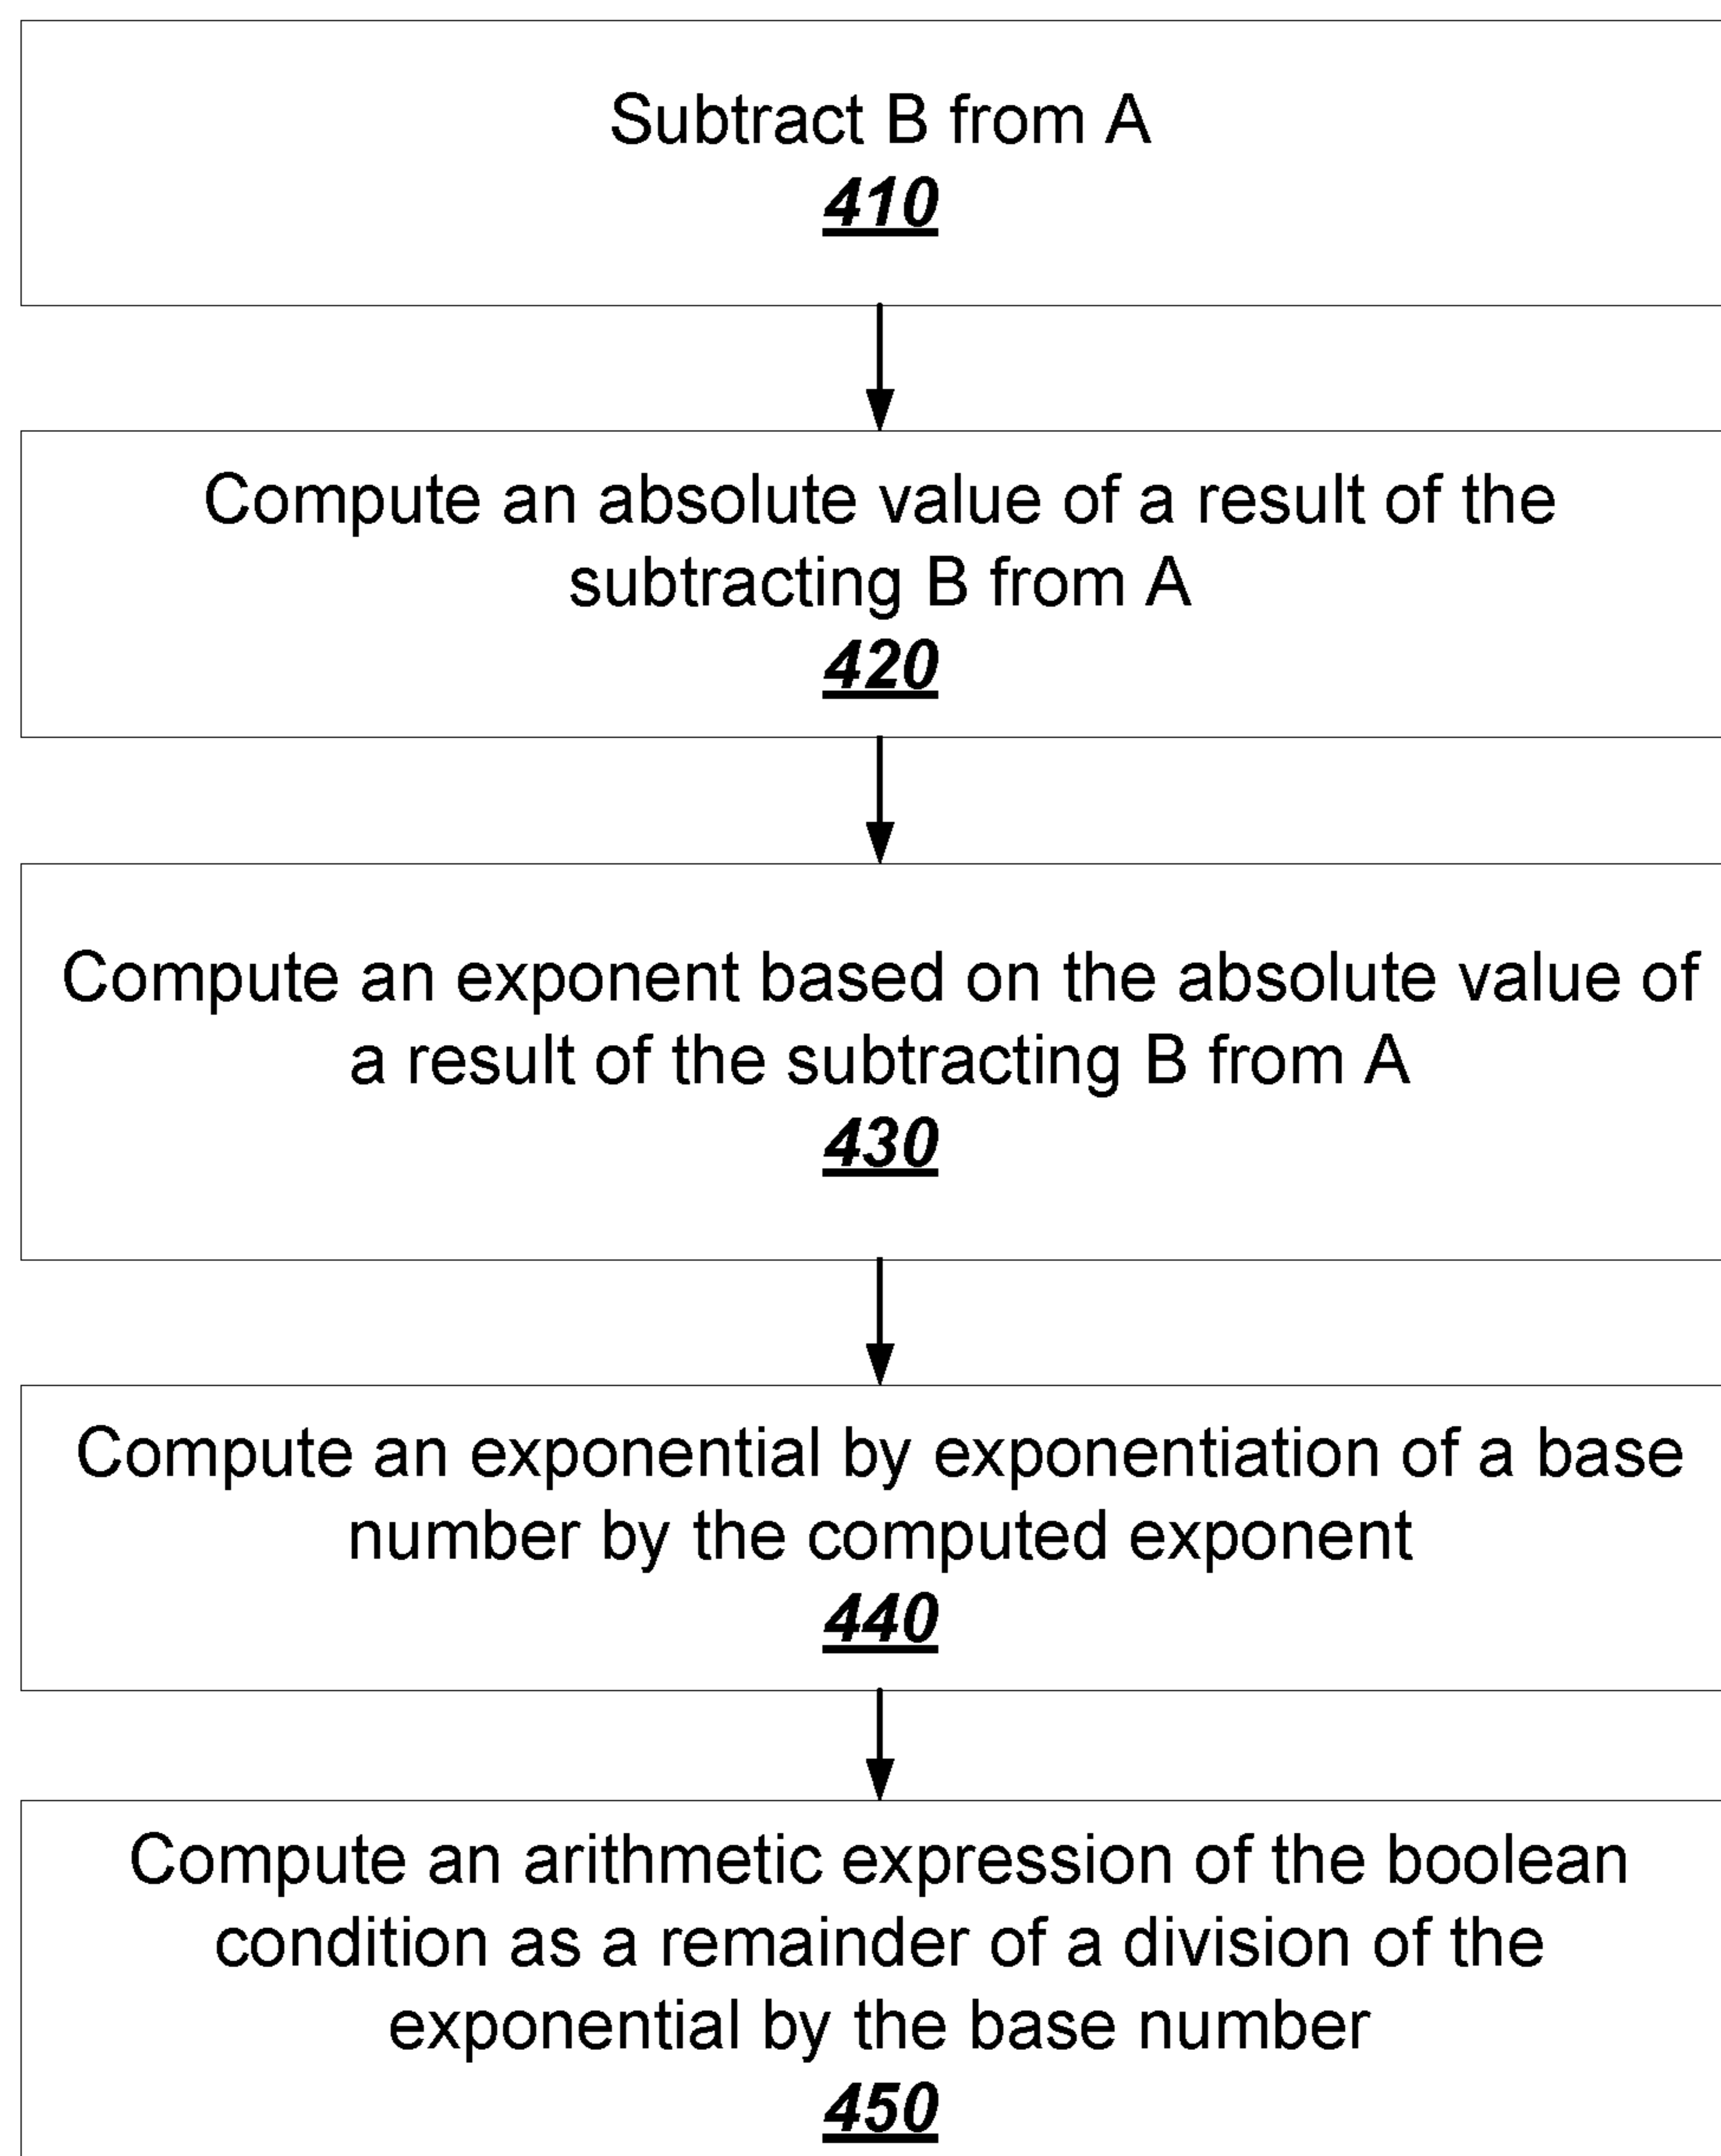 Subtract B from A
410
Compute an absolute value of a result of the
subtracting B from A
420
Compute an exponent based on the absolute value of
a result of the subtracting B from A
430
Compute an exponential by exponentiation of a base
number by the computed exponent
440
Compute an arithmetic expression of the boolean
condition as a remainder of a division of the
exponential by the base number
450